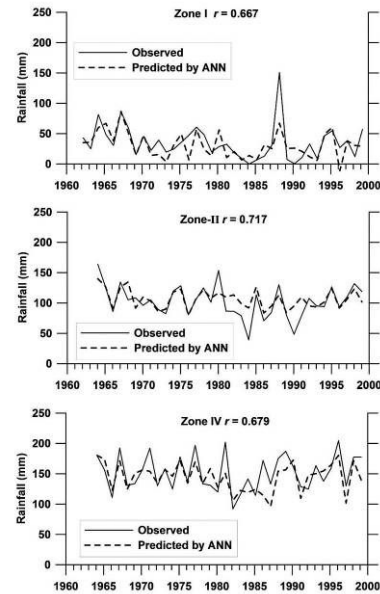 Zone I r = 0.667
250
200
150
100
50
0
Rainfall (mm)
Observed
Predicted by ANN
1960 1965 1970 1975 1980 1985 1990 1995 2000
Zone-II r = 0.717
250
200
150
100
50
0
Rainfall (mm)
Observed
Predicted by ANN
1960 1965 1970 1975 1980 1985 1990 1995 2000
Zone IV r = 0.679
250
200
150
100
50
0
Rainfall (mm)
Observed
Predicted by ANN
1960 1965 1970 1975 1980 1985 1990 1995 2000